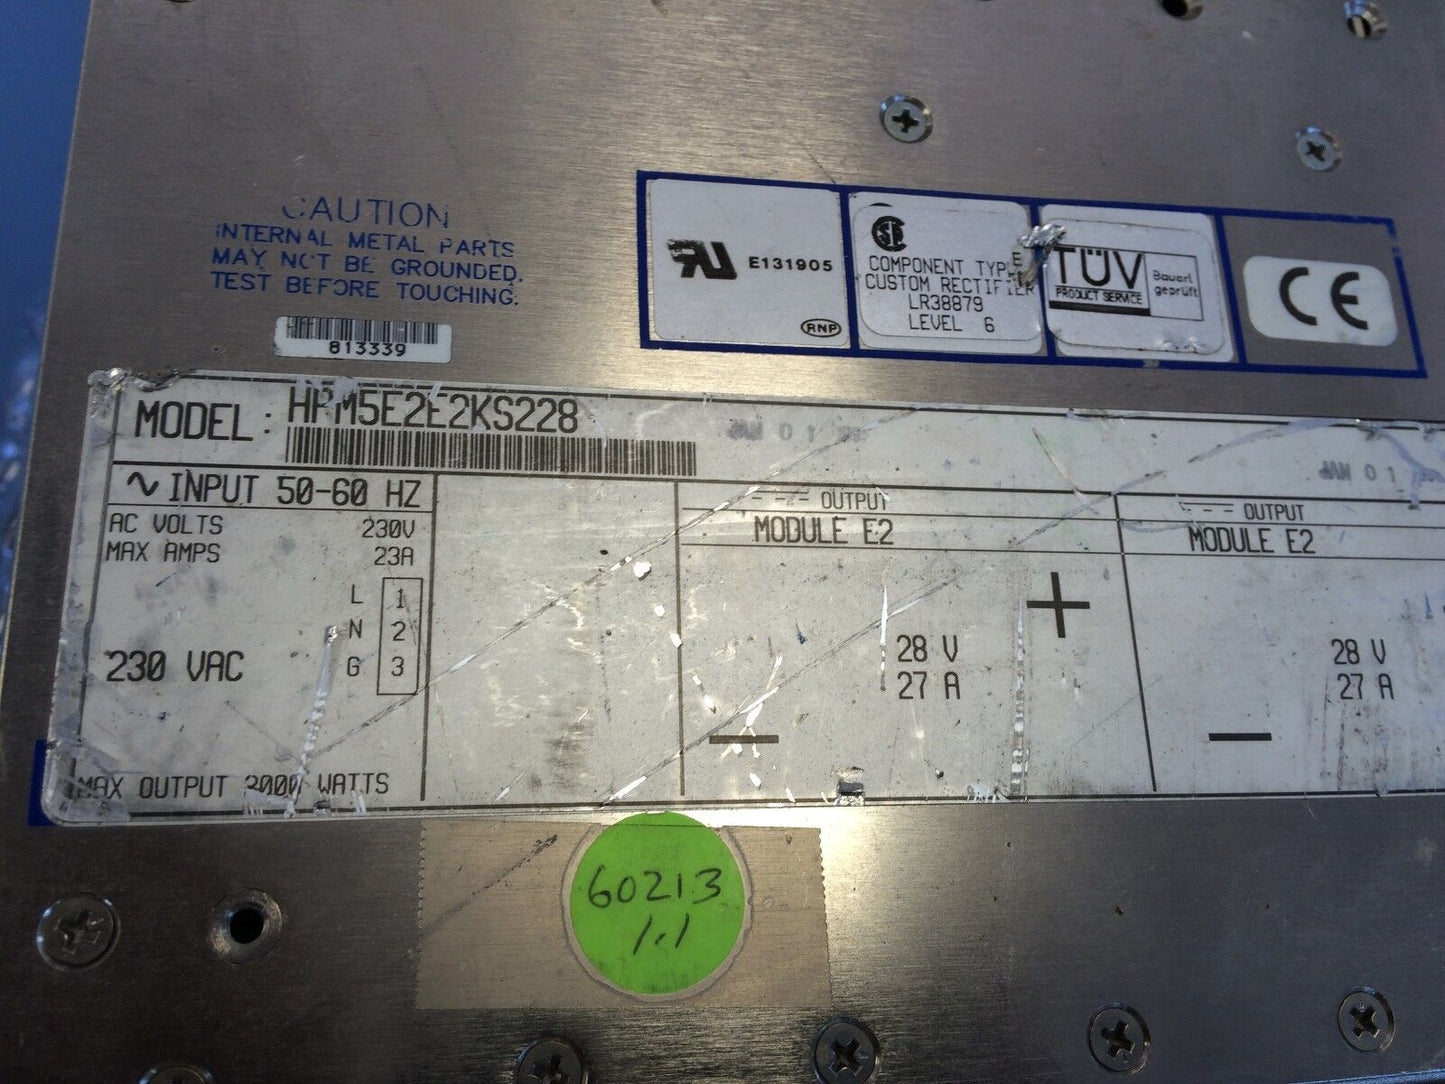 CAUTION
INTERNAL METAL PARTS
MAY NOT BE GROUNDED.
TEST BEFORE TOUCHING.
813339
E131905
RNP
COMPONENT TYPE
CUSTOM RECTIFIER
LR38879
LEVEL 6
TÜV
PRODUCT SERVICE
Bauart
geprüft
CE
MODEL: HPM5E2E2KS228
INPUT 50-60 HZ
AC VOLTS 230V
MAX AMPS 23A
L 1
N 2
G 3
230 VAC
MAX OUTPUT WATTS
OUTPUT
MODULE E2
+
28 V
27 A
-
OUTPUT
MODULE E2
28 V
27 A
-
60213
1.1